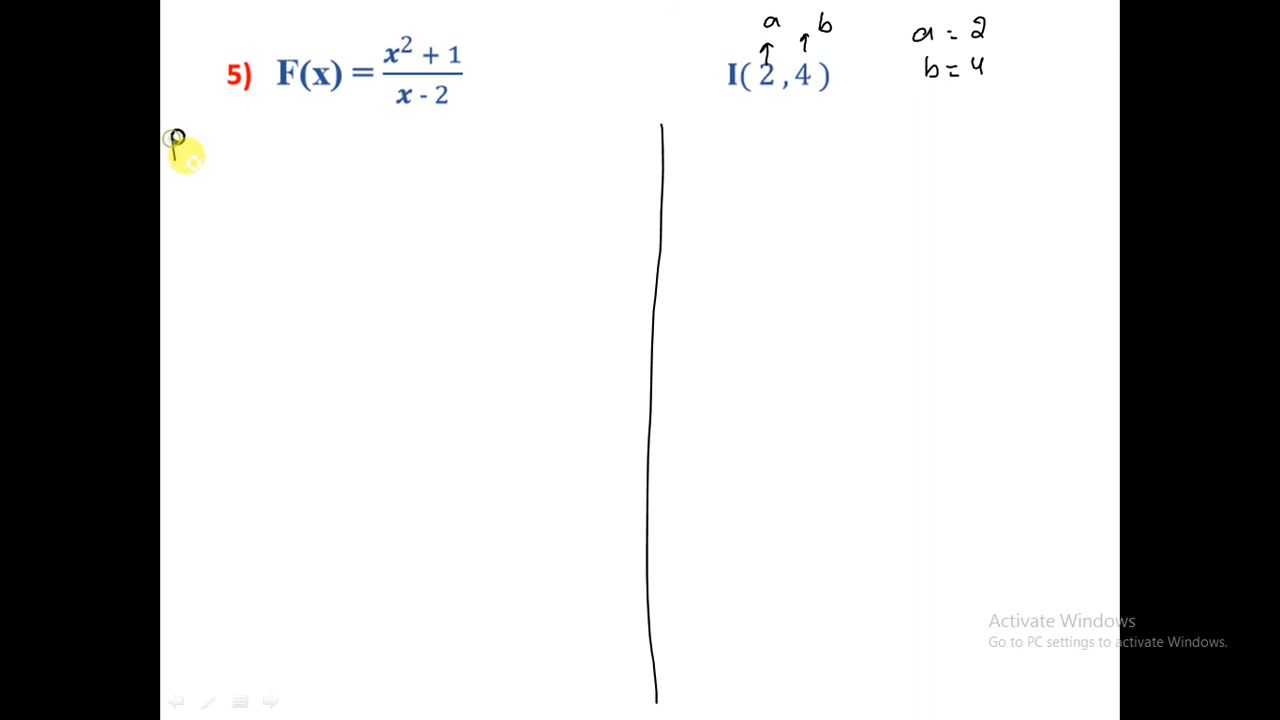 a b
a = 2
b = 4
5) F(x) = (x² + 1)/(x - 2)
I( 2 , 4 )
Activate Windows
Go to PC settings to activate Windows.